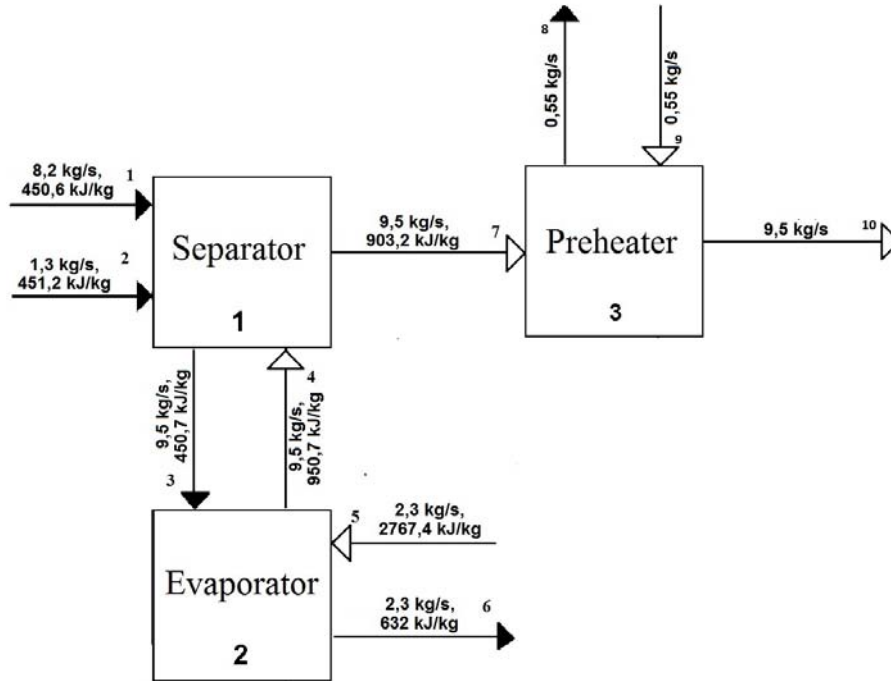 8
0,55 kg/s
0,55 kg/s
9
8,2 kg/s,
450,6 kJ/kg
1
1,3 kg/s,
451,2 kJ/kg
2
Separator
1
9,5 kg/s,
903,2 kJ/kg
7
Preheater
3
9,5 kg/s
10
9,5 kg/s,
450,7 kJ/kg
3
9,5 kg/s,
950,7 kJ/kg
4
Evaporator
2
2,3 kg/s,
2767,4 kJ/kg
5
2,3 kg/s,
632 kJ/kg
6